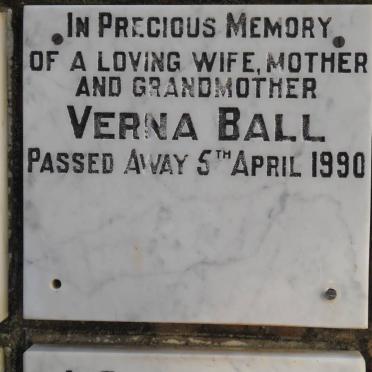 IN PRECIOUS MEMORY
OF A LOVING WIFE, MOTHER
AND GRANDMOTHER
VERNA BALL
PASSED AWAY 5TH APRIL 1990